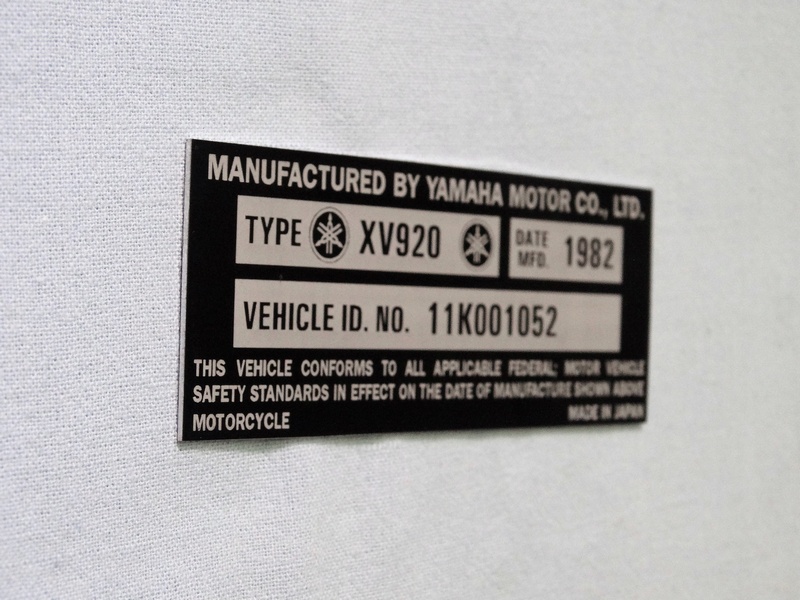 MANUFACTURED BY YAMAHA MOTOR CO., LTD.
TYPE XV920 DATE MFD. 1982
VEHICLE ID. NO. 11K001052
THIS VEHICLE CONFORMS TO ALL APPLICABLE FEDERAL; MOTOR VEHICLE
SAFETY STANDARDS IN EFFECT ON THE DATE OF MANUFACTURE SHOWN ABOVE
MOTORCYCLE MADE IN JAPAN